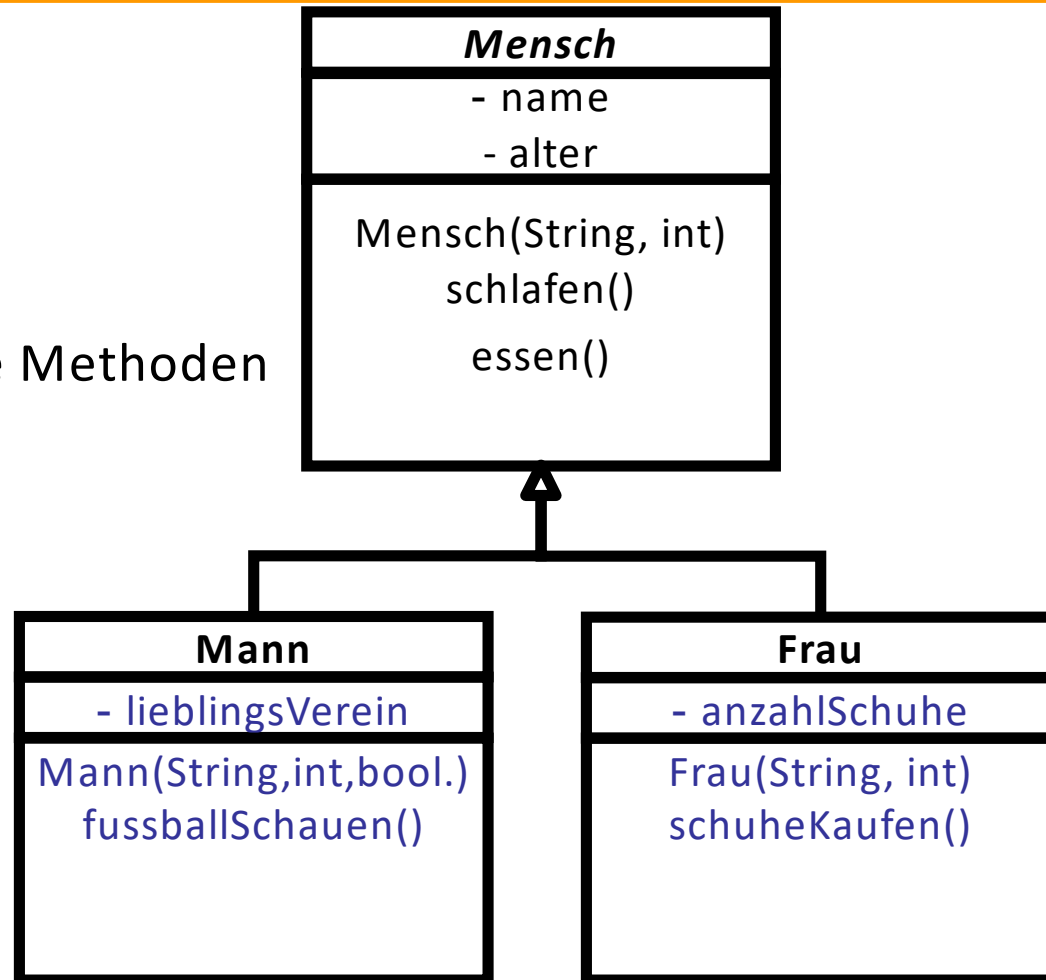 Mensch
- name
- alter
Mensch(String, int)
schlafen()
essen()
Methoden
Mann
- lieblingsVerein
Mann(String,int,bool.)
fussballSchauen()
Frau
- anzahlSchuhe
Frau(String, int)
schuheKaufen()